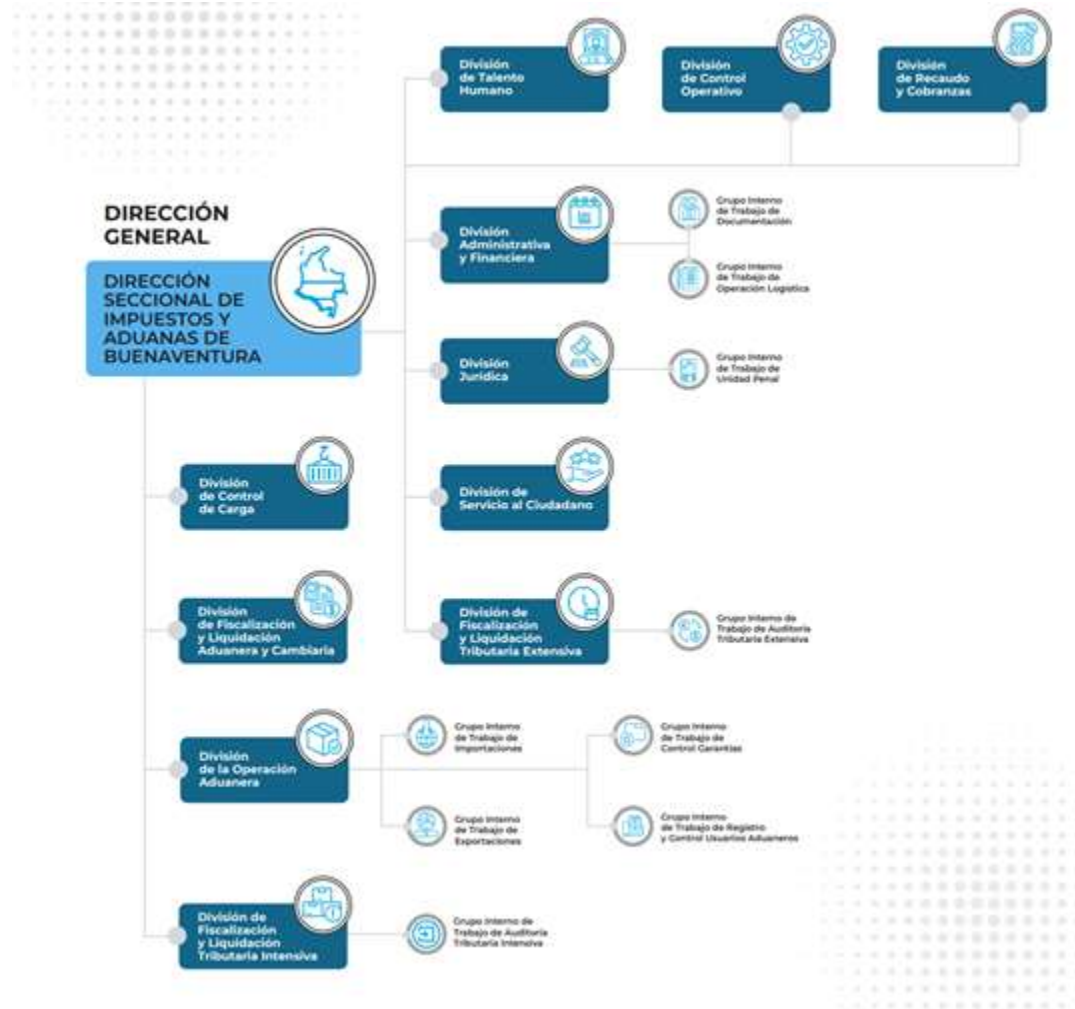 División
de Talento
Humano
División
de Control
Operativo
División
de Recaudo
y Cobranzas
DIRECCIÓN
GENERAL
DIRECCIÓN
SECCIONAL DE
IMPUESTOS Y
ADUANAS DE
BUENAVENTURA
División
Administrativa
y Financiera
Grupo Interno
de Trabajo de
Documentación
Grupo Interno
de Trabajo de
Operación Logística
División
Jurídica
Grupo Interno
de Trabajo de
Unidad Penal
División de
Servicio al Ciudadano
División de
Fiscalización
y Liquidación
Tributaria Extensiva
Grupo Interno de
Trabajo de Auditoría
Tributaria Extensiva
División
de Control
de Carga
División
de Fiscalización
y Liquidación
Aduanera y Cambiaria
División
de la Operación
Aduanera
Grupo Interno
de Trabajo de
Importaciones
Grupo Interno
de Trabajo de
Control Garantías
Grupo Interno
de Trabajo de
Exportaciones
Grupo Interno
de Trabajo de Registro
y Control Usuarios Aduaneros
División de
Fiscalización
y Liquidación
Tributaria Intensiva
Grupo Interno de
Trabajo de Auditoría
Tributaria Intensiva